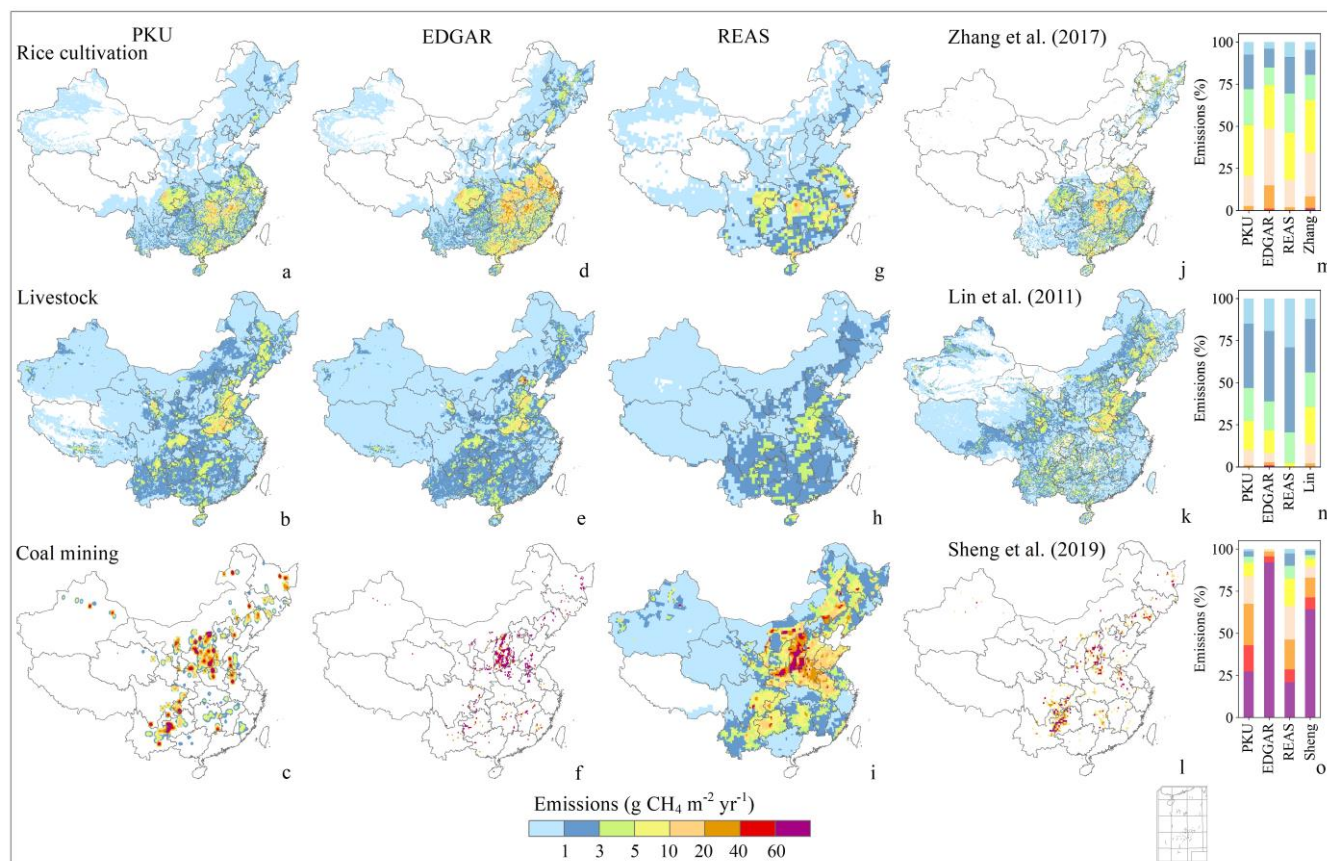 PKU EDGAR REAS Zhang et al. (2017)
Rice cultivation
a d g j
100
75
50
25
0
Emissions (%)
PKU EDGAR REAS Zhang
m
Livestock Lin et al. (2011)
b e h k
100
75
50
25
0
Emissions (%)
PKU EDGAR REAS Lin
n
Coal mining Sheng et al. (2019)
c f i l
100
75
50
25
0
Emissions (%)
PKU EDGAR REAS Sheng
o
Emissions (g CH₄ m⁻² yr⁻¹)
1 3 5 10 20 40 60